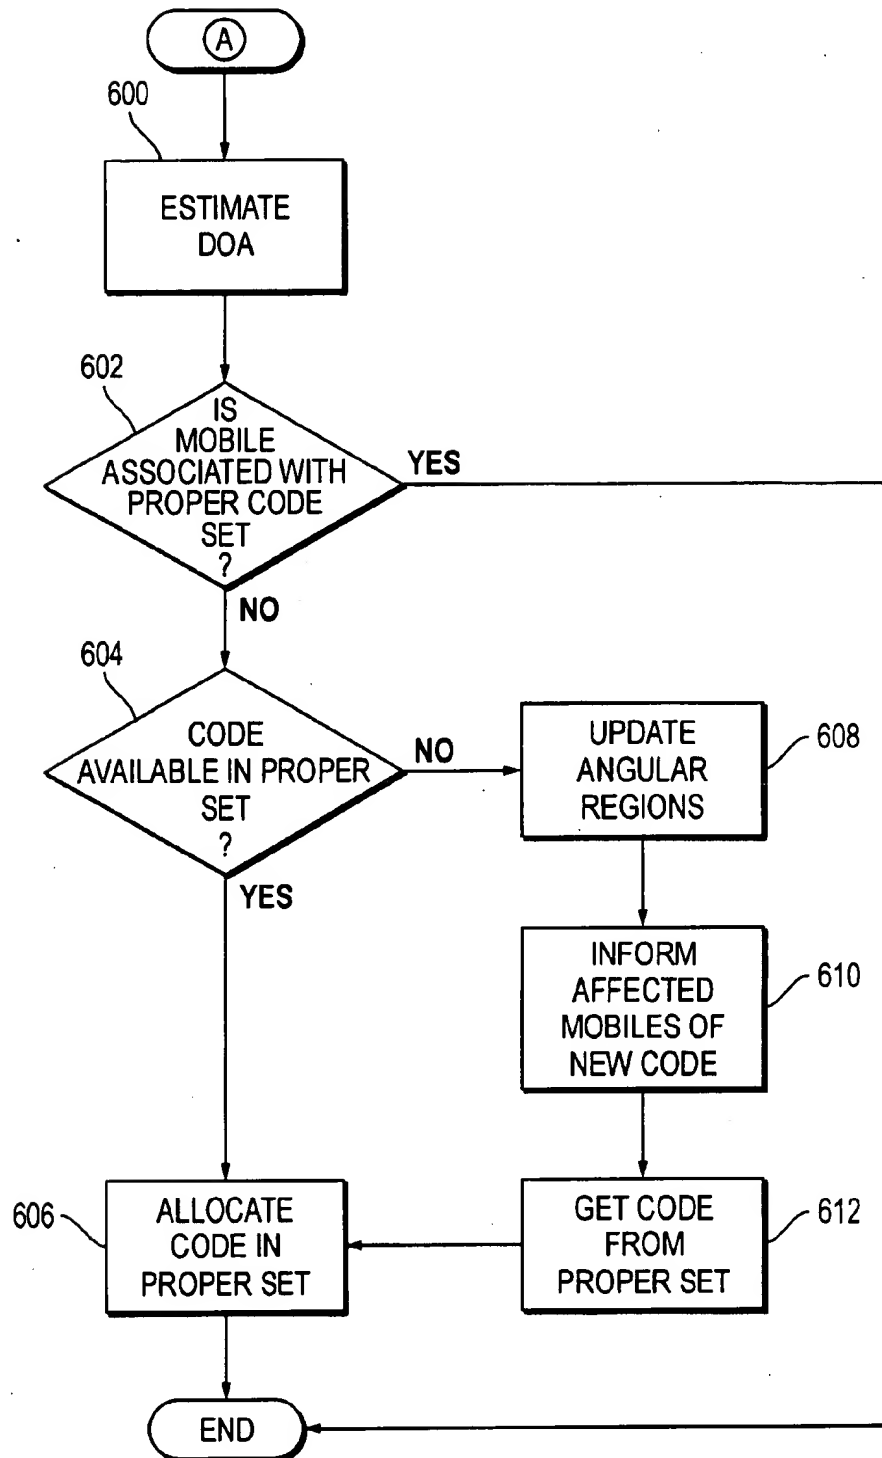 A
600
ESTIMATE
DOA
602
IS
MOBILE
ASSOCIATED WITH
PROPER CODE
SET
?
YES
NO
604
CODE
AVAILABLE IN PROPER
SET
?
NO
YES
UPDATE
ANGULAR
REGIONS
608
INFORM
AFFECTED
MOBILES OF
NEW CODE
610
606
ALLOCATE
CODE IN
PROPER SET
GET CODE
FROM
PROPER SET
612
END